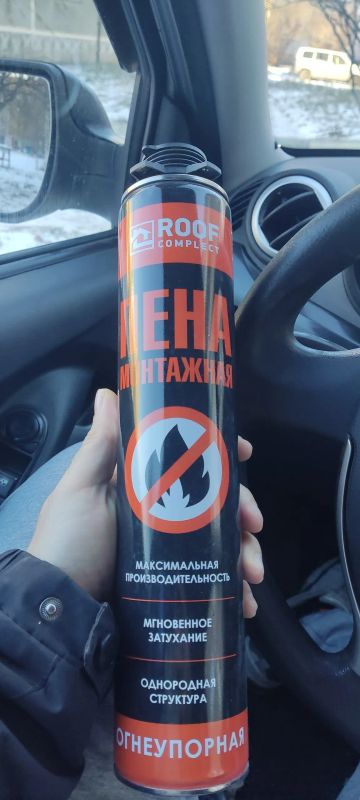 ROOF
COMPLECT
ПЕНА
МОНТАЖНАЯ
МАКСИМАЛЬНАЯ
ПРОИЗВОДИТЕЛЬНОСТЬ
МГНОВЕННОЕ
ЗАТУХАНИЕ
ОДНОРОДНАЯ
СТРУКТУРА
ОГНЕУПОРНАЯ